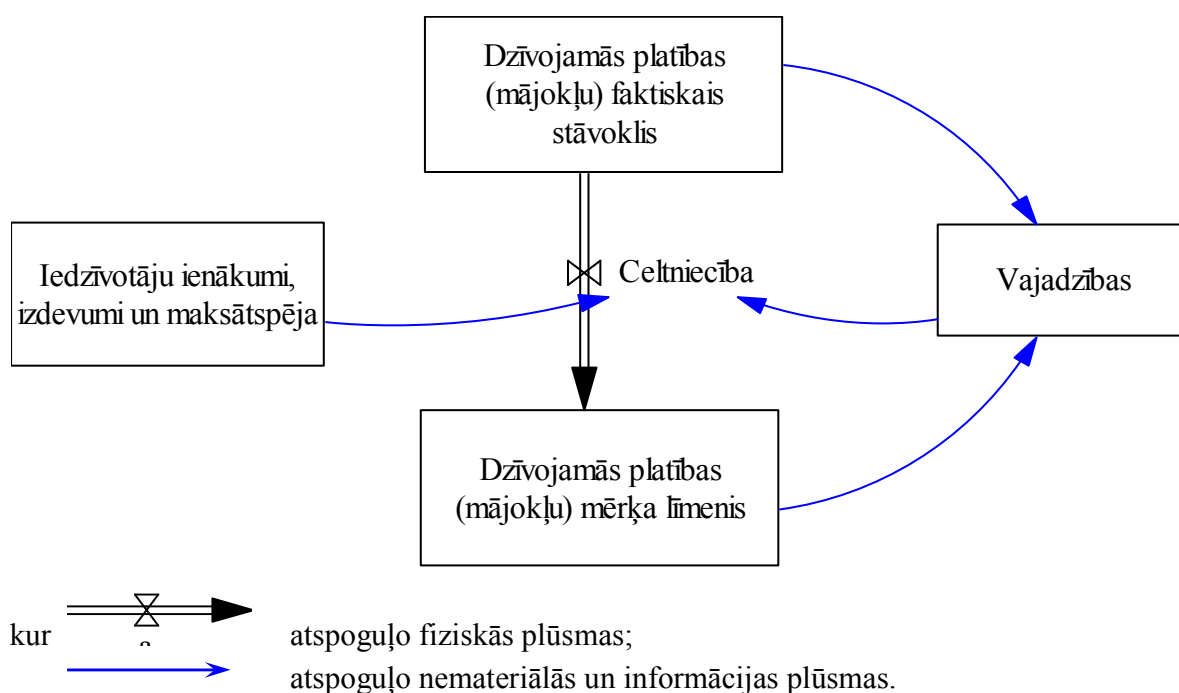 Dzīvojamās platības
(mājokļu) faktiskais
stāvoklis
Iedzīvotāju ienākumi,
izdevumi un maksātspēja
Celtniecība
Vajadzības
Dzīvojamās platības
(mājokļu) mērķa līmenis
kur
atspoguļo fiziskās plūsmas;
atspoguļo nemateriālās un informācijas plūsmas.